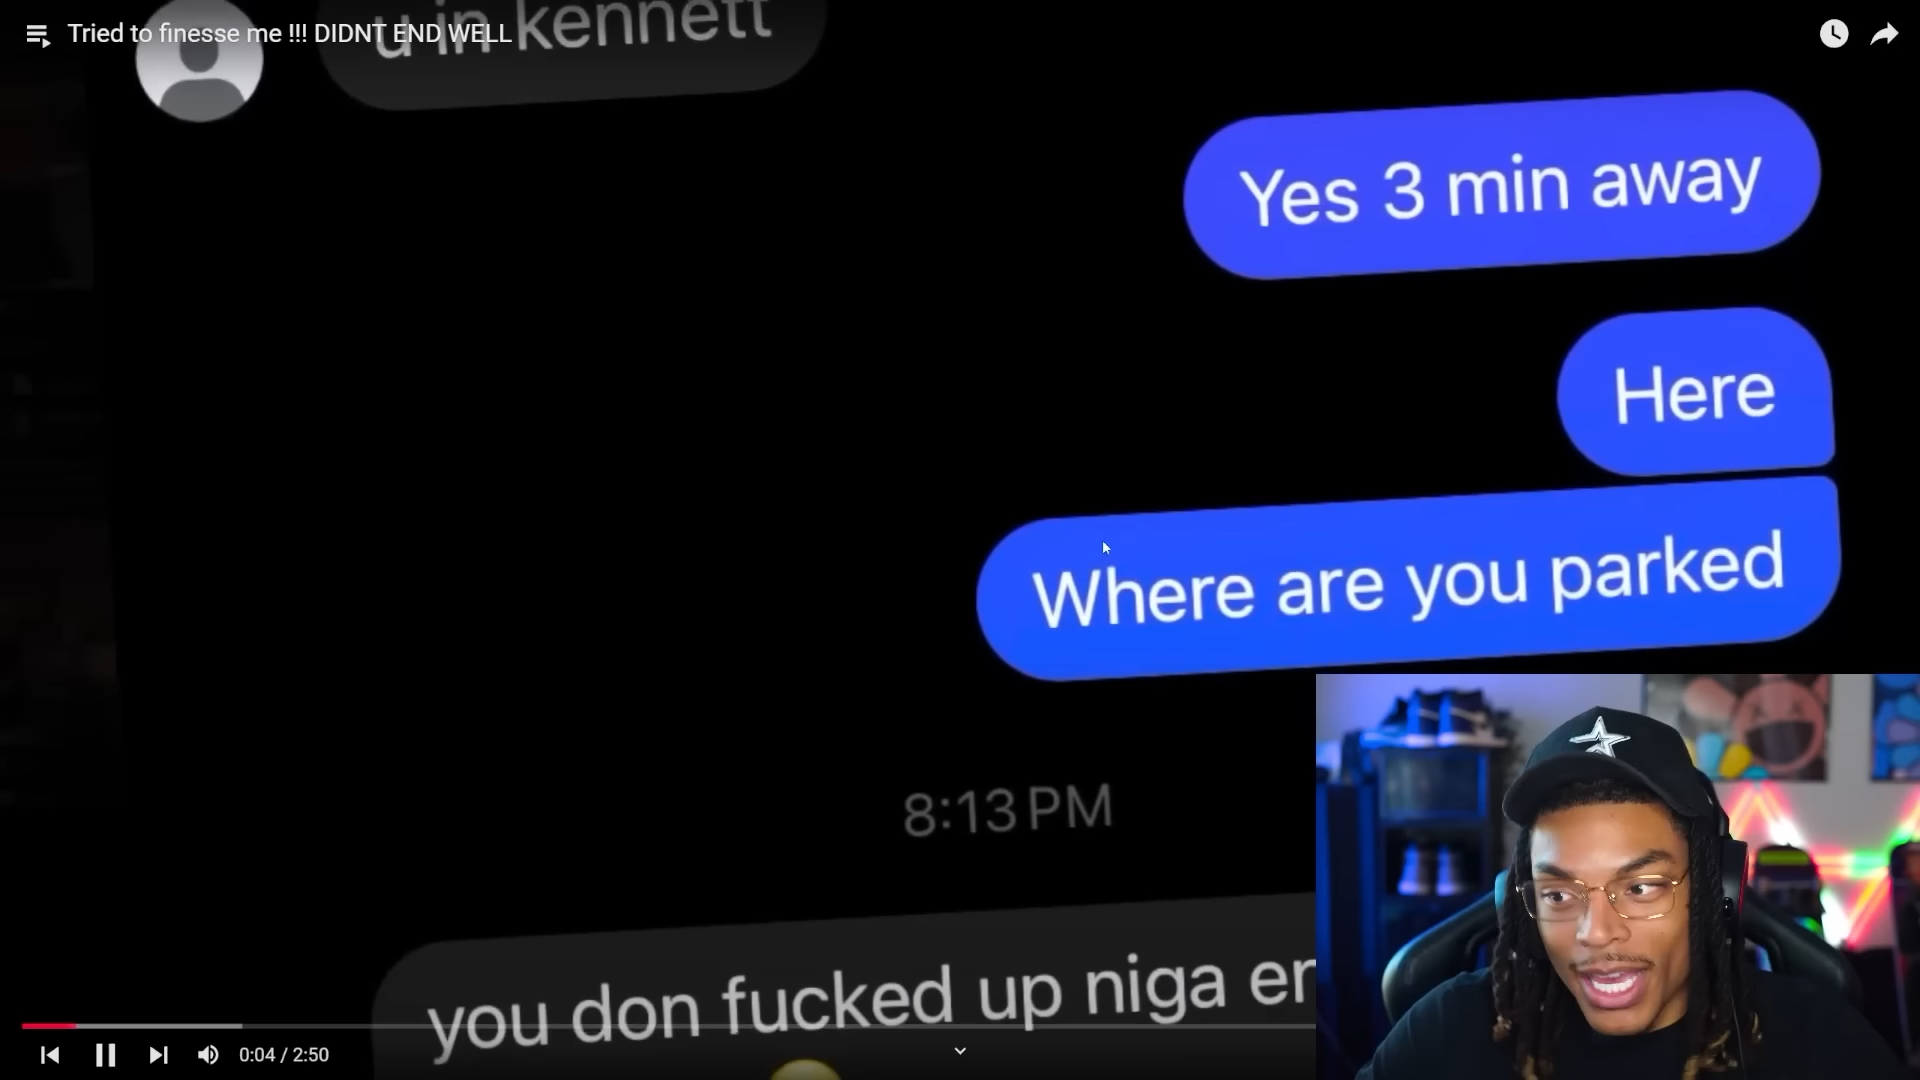 Tried to finesse me !!! DIDNT END WELL
u in kennett
Yes 3 min away
Here
Where are you parked
8:13 PM
you don fucked up niga er
0:04 / 2:50